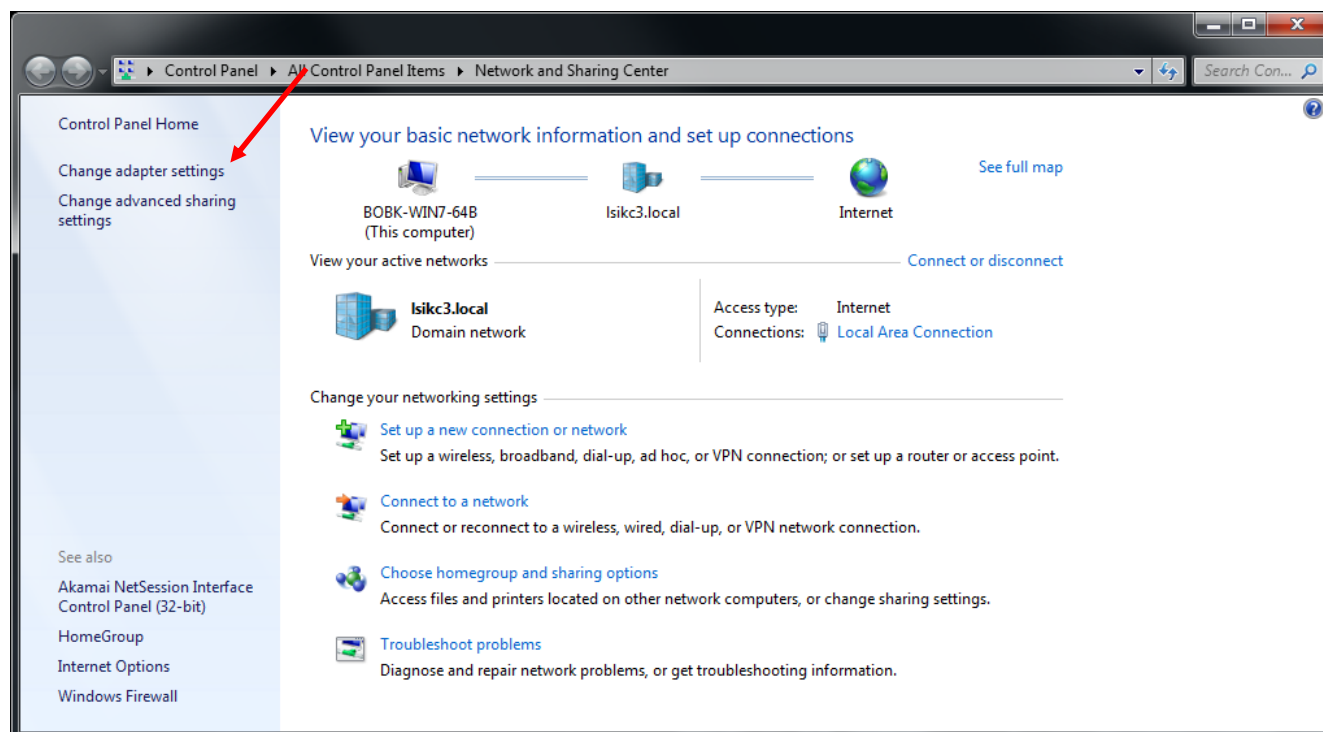 Control Panel ▸ All Control Panel Items ▸ Network and Sharing Center
Search Con...
Control Panel Home
Change adapter settings
Change advanced sharing
settings
See also
Akamai NetSession Interface
Control Panel (32-bit)
HomeGroup
Internet Options
Windows Firewall
View your basic network information and set up connections
See full map
BOBK-WIN7-64B
(This computer)
lsikc3.local
Internet
View your active networks
Connect or disconnect
lsikc3.local
Domain network
Access type: Internet
Connections: Local Area Connection
Change your networking settings
Set up a new connection or network
Set up a wireless, broadband, dial-up, ad hoc, or VPN connection; or set up a router or access point.
Connect to a network
Connect or reconnect to a wireless, wired, dial-up, or VPN network connection.
Choose homegroup and sharing options
Access files and printers located on other network computers, or change sharing settings.
Troubleshoot problems
Diagnose and repair network problems, or get troubleshooting information.